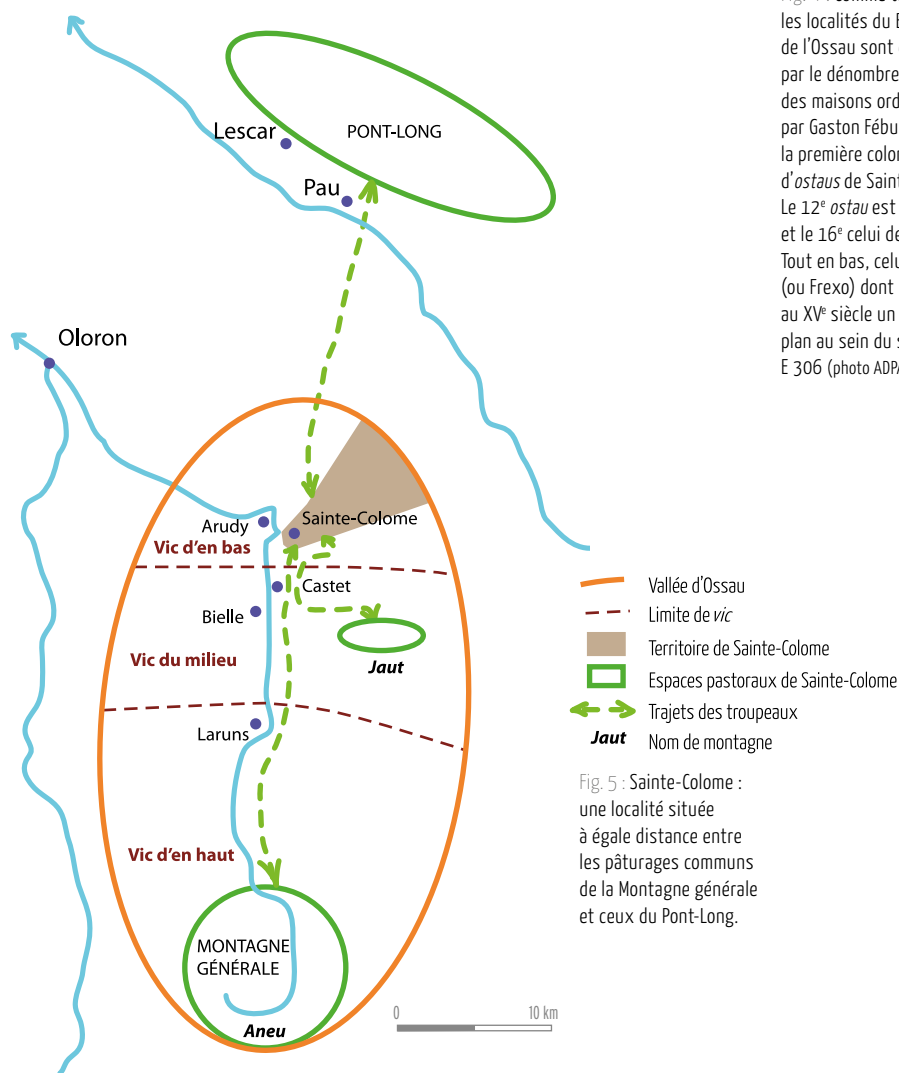 les localités du
de l'Ossau sont
par le dénombre
des maisons ord
par Gaston Fébu
la première colon
d'ostaus de Saint
Le 12e ostau est
et le 16e celui de
Tout en bas, celu
(ou Frexo) dont
au XVe siècle un
plan au sein du s
E 306 (photo ADPA
PONT-LONG
Lescar
Pau
Oloron
Arudy
Sainte-Colome
Vic d'en bas
Castet
Bielle
Vic du milieu
Jaut
Laruns
Vic d'en haut
MONTAGNE
GÉNÉRALE
Aneu
0 10 km
Vallée d'Ossau
Limite de vic
Territoire de Sainte-Colome
Espaces pastoraux de Sainte-Colome
Trajets des troupeaux
Jaut Nom de montagne
Fig. 5 : Sainte-Colome :
une localité située
à égale distance entre
les pâturages communs
de la Montagne générale
et ceux du Pont-Long.